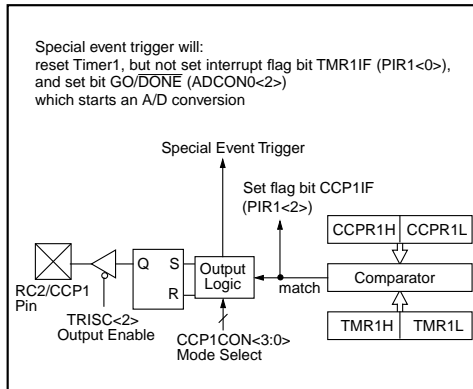 Special event trigger will:
reset Timer1, but not set interrupt flag bit TMR1IF (PIR1<0>),
and set bit GO/DONE (ADCON0<2>)
which starts an A/D conversion
Special Event Trigger
Set flag bit CCP1IF
(PIR1<2>)
CCPR1H CCPR1L
Q S
R
Output
Logic
match
Comparator
RC2/CCP1
Pin
TRISC<2>
Output Enable
CCP1CON<3:0>
Mode Select
TMR1H TMR1L